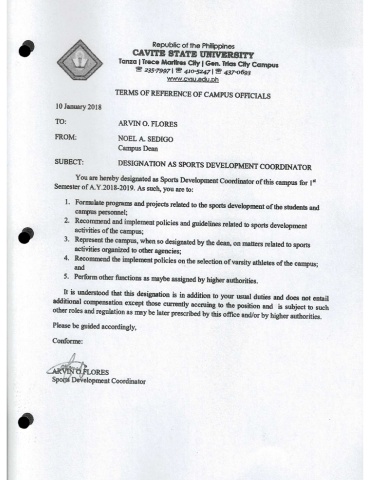 Republic of the Philippines
CAVITE STATE UNIVERSITY
Tanza | Trece Martires City | Gen. Trias City Campus
☏ 235-7997 | ☏ 410-5247 | ☏ 437-0693
www.cvsu.edu.ph
TERMS OF REFERENCE OF CAMPUS OFFICIALS
10 January 2018
TO: ARVIN O. FLORES
FROM: NOEL A. SEDIGO
Campus Dean
SUBJECT: DESIGNATION AS SPORTS DEVELOPMENT COORDINATOR
You are hereby designated as Sports Development Coordinator of this campus for 1st
Semester of A.Y.2018-2019. As such, you are to:
1. Formulate programs and projects related to the sports development of the students and
campus personnel;
2. Recommend and implement policies and guidelines related to sports development
activities of the campus;
3. Represent the campus, when so designated by the dean, on matters related to sports
activities organized to other agencies;
4. Recommend the implement policies on the selection of varsity athletes of the campus;
and
5. Perform other functions as maybe assigned by higher authorities.
It is understood that this designation is in addition to your usual duties and does not entail
additional compensation except those currently accruing to the position and is subject to such
other roles and regulation as may be later prescribed by this office and/or by higher authorities.
Please be guided accordingly,
Conforme:
ARVIN O.FLORES
Sports Development Coordinator